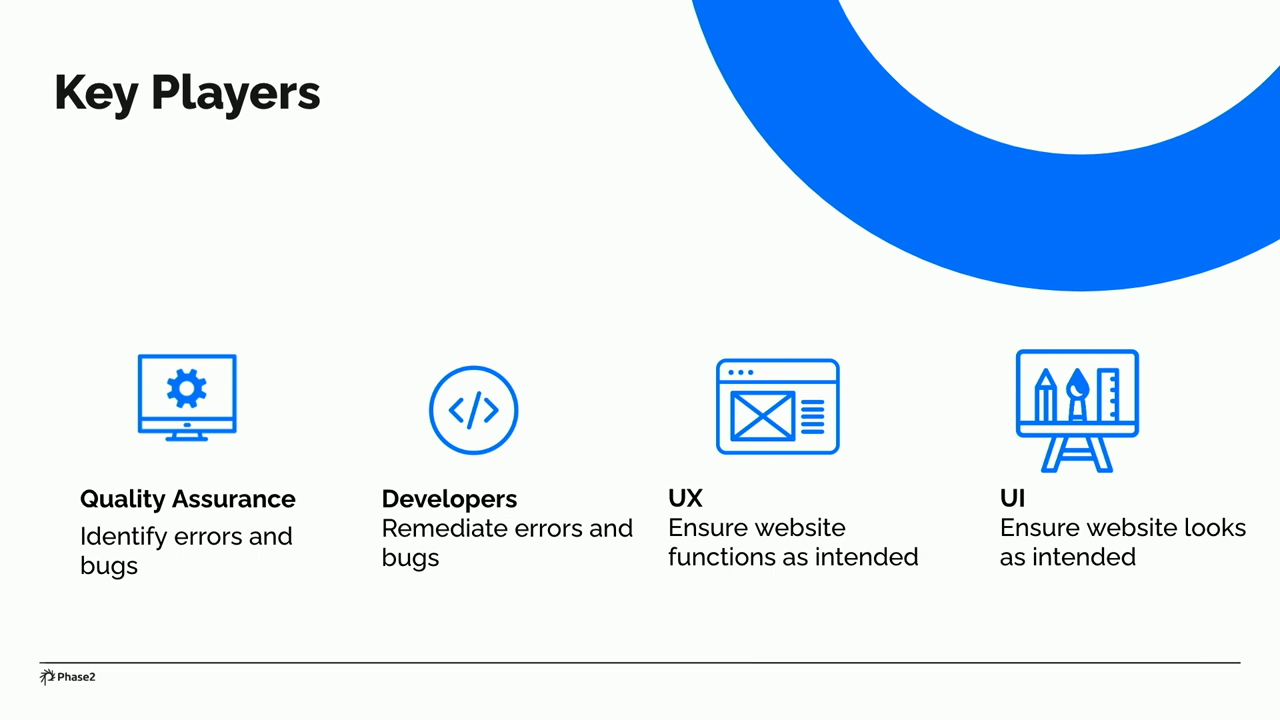 Key Players
Quality Assurance
Identify errors and
bugs
Developers
Remediate errors and
bugs
UX
Ensure website
functions as intended
UI
Ensure website looks
as intended
Phase2